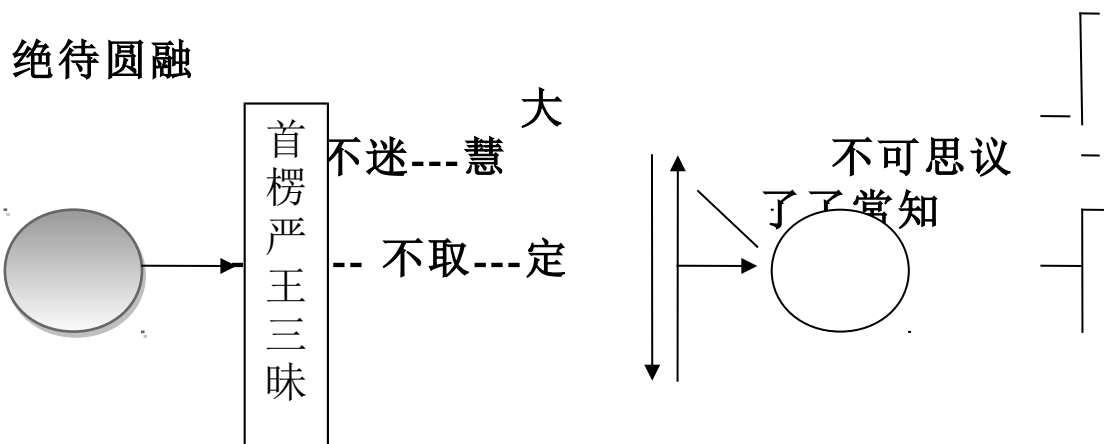 绝待圆融
大
首楞严王三昧
不迷---慧
不可思议
了了常知
-- 不取---定